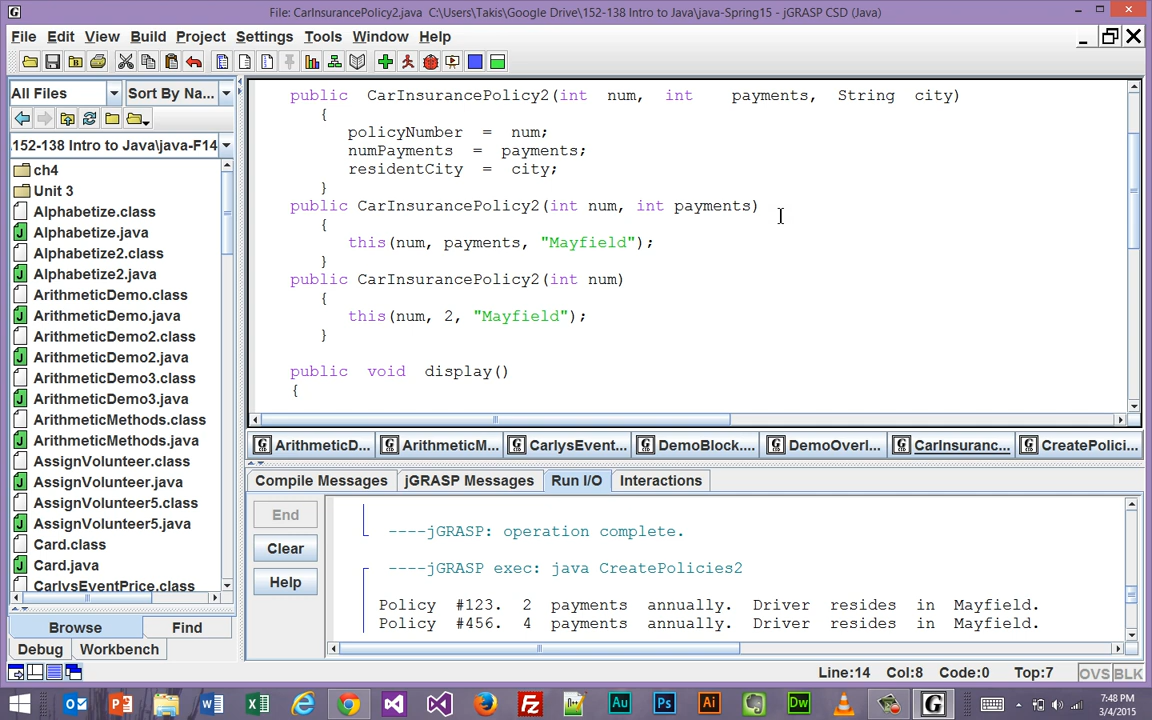 File: CarInsurancePolicy2.java  C:\Users\Takis\Google Drive\152-138 Intro to Java\java-Spring15 - jGRASP CSD (Java)
File Edit View Build Project Settings Tools Window Help
All Files Sort By Na...
152-138 Intro to Java\java-F14
ch4
Unit 3
Alphabetize.class
Alphabetize.java
Alphabetize2.class
Alphabetize2.java
ArithmeticDemo.class
ArithmeticDemo.java
ArithmeticDemo2.class
ArithmeticDemo2.java
ArithmeticDemo3.class
ArithmeticDemo3.java
ArithmeticMethods.class
ArithmeticMethods.java
AssignVolunteer.class
AssignVolunteer.java
AssignVolunteer5.class
AssignVolunteer5.java
Card.class
Card.java
CarlysEventPrice.class
Browse Find
Debug Workbench
public CarInsurancePolicy2(int num, int payments, String city)
{
policyNumber = num;
numPayments = payments;
residentCity = city;
}
public CarInsurancePolicy2(int num, int payments)
{
this(num, payments, "Mayfield");
}
public CarInsurancePolicy2(int num)
{
this(num, 2, "Mayfield");
}
public void display()
{
ArithmeticD... ArithmeticM... CarlysEvent... DemoBlock.... DemoOverl... CarInsuranc... CreatePolici...
Compile Messages jGRASP Messages Run I/O Interactions
End
Clear
Help
----jGRASP: operation complete.
----jGRASP exec: java CreatePolicies2
Policy #123. 2 payments annually. Driver resides in Mayfield.
Policy #456. 4 payments annually. Driver resides in Mayfield.
Line:14 Col:8 Code:0 Top:7 OVS BLK
7:48 PM
3/4/2015